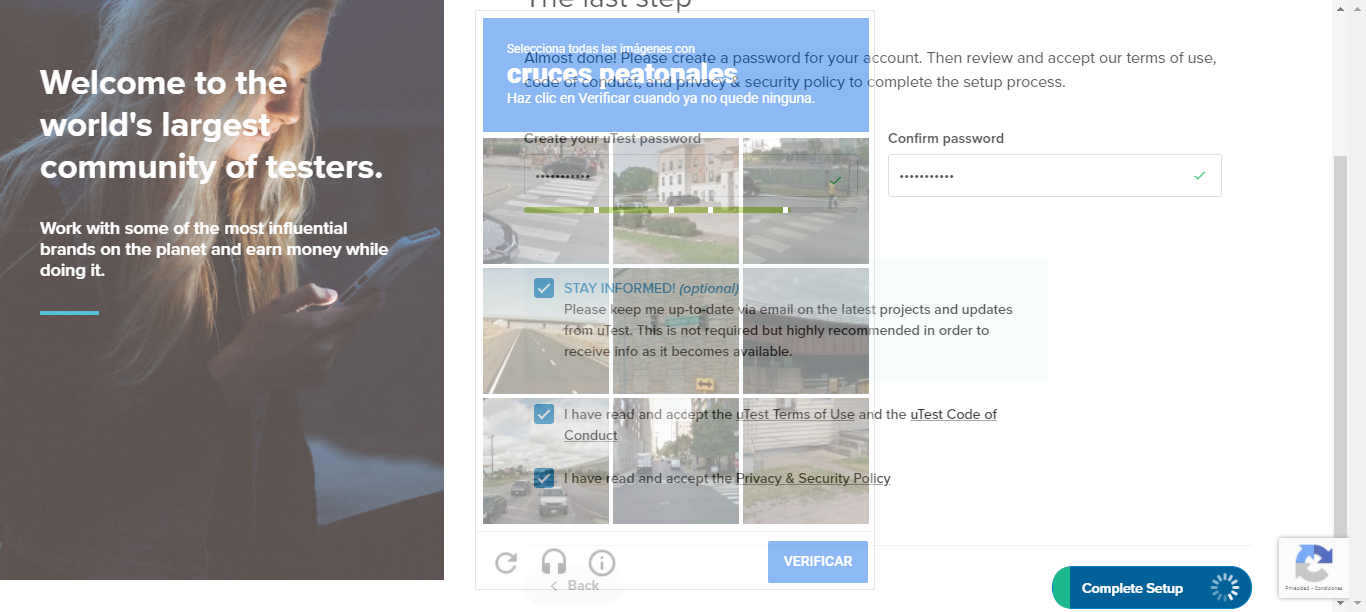 The last step
Welcome to the
world's largest
community of testers.
Work with some of the most influential
brands on the planet and earn money while
doing it.
Selecciona todas las imágenes con
cruces peatonales
Haz clic en Verificar cuando ya no quede ninguna.
Almost done! Please create a password for your account. Then review and accept our terms of use,
code of conduct, and privacy & security policy to complete the setup process.
Create your uTest password
Confirm password
STAY INFORMED! (optional)
Please keep me up-to-date via email on the latest projects and updates
from uTest. This is not required but highly recommended in order to
receive info as it becomes available.
I have read and accept the uTest Terms of Use and the uTest Code of
Conduct
I have read and accept the Privacy & Security Policy
VERIFICAR
Back
Complete Setup
Privacidad - Condiciones